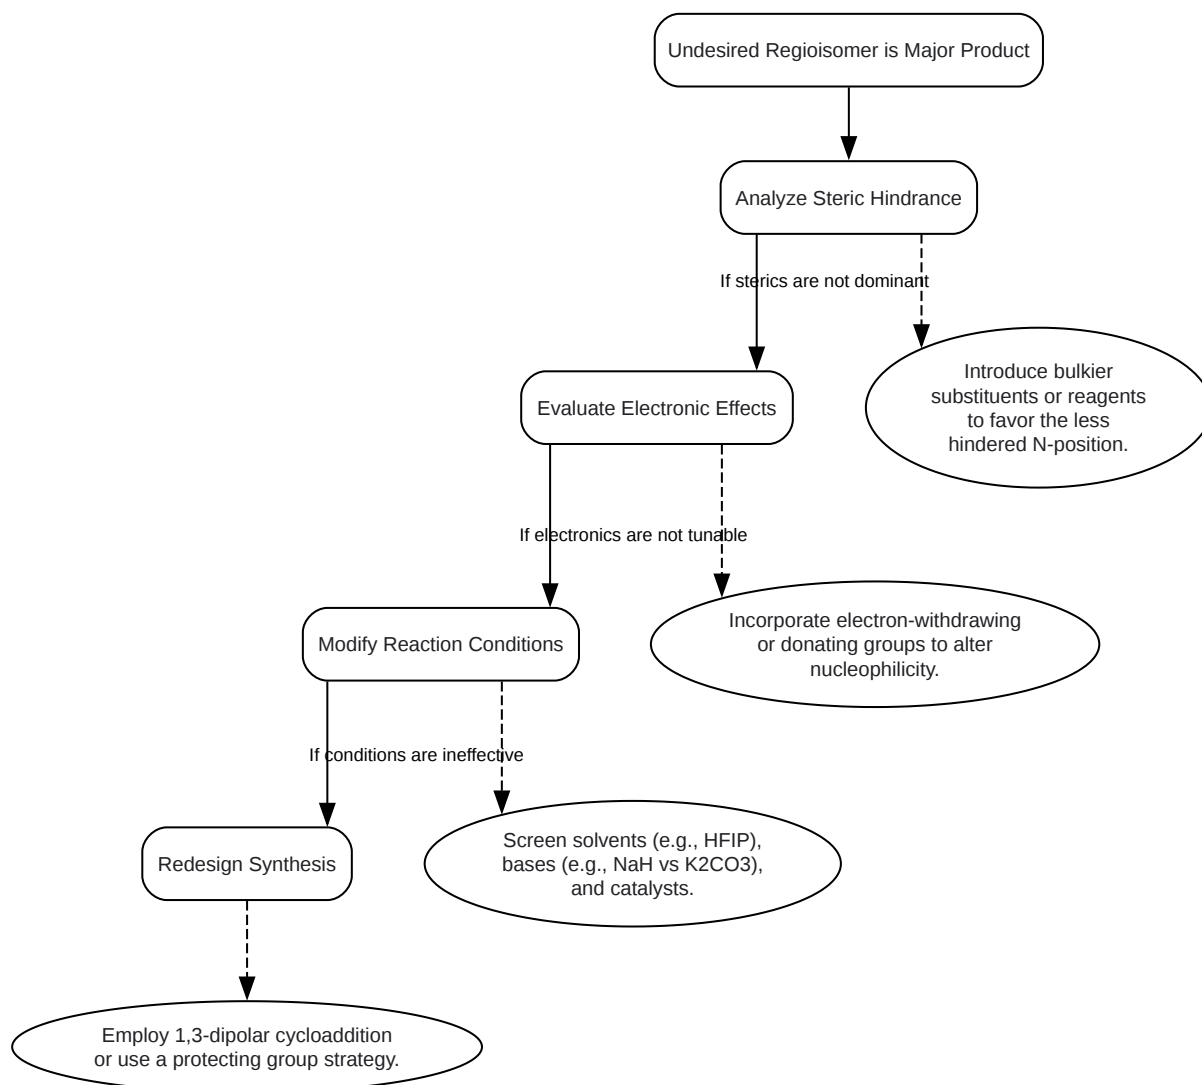 Undesired Regioisomer is Major Product
Analyze Steric Hindrance
If sterics are not dominant
Introduce bulkier
substituents or reagents
to favor the less
hindered N-position.
Evaluate Electronic Effects
If electronics are not tunable
Incorporate electron-withdrawing
or donating groups to alter
nucleophilicity.
Modify Reaction Conditions
If conditions are ineffective
Screen solvents (e.g., HFIP),
bases (e.g., NaH vs K2CO3),
and catalysts.
Redesign Synthesis
Employ 1,3-dipolar cycloaddition
or use a protecting group strategy.